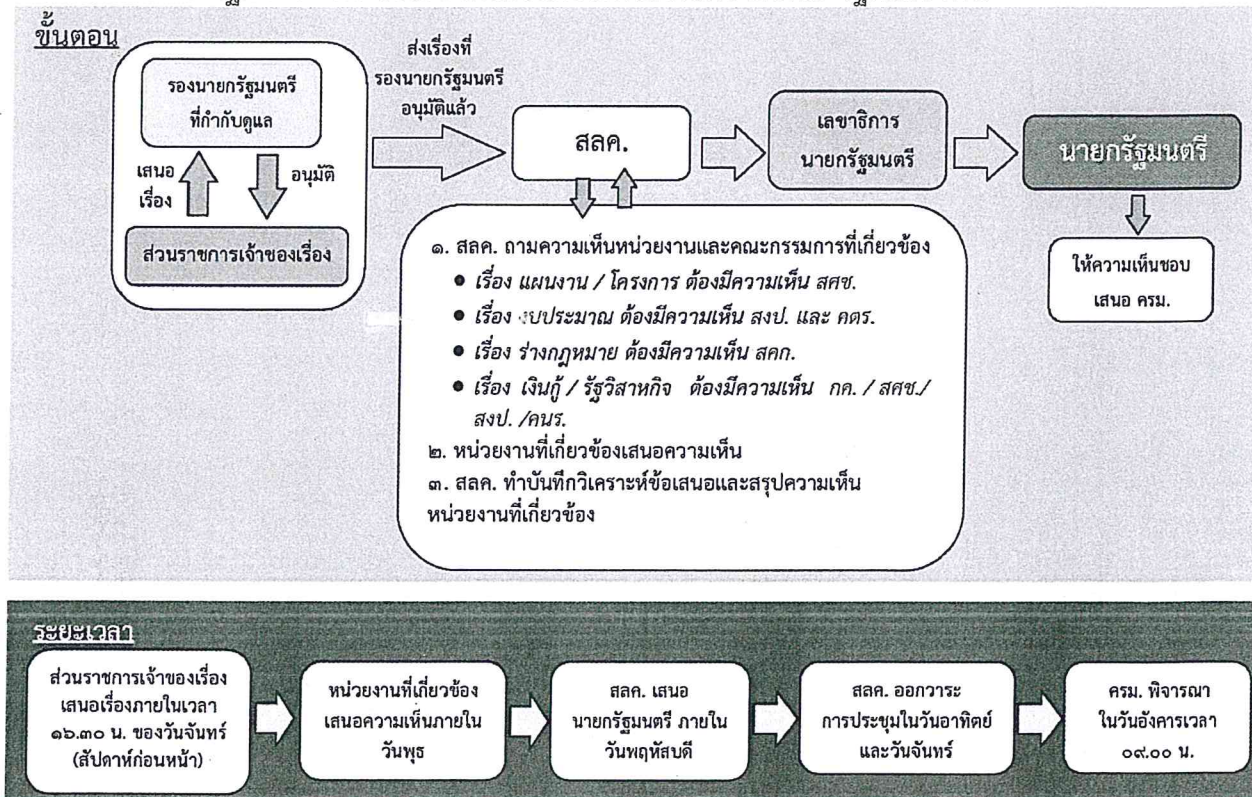 ขั้นตอน
รองนายกรัฐมนตรี
ที่กำกับดูแล
เสนอ
เรื่อง
อนุมัติ
ส่วนราชการเจ้าของเรื่อง
ส่งเรื่องที่
รองนายกรัฐมนตรี
อนุมัติแล้ว
สลค.
เลขาธิการ
นายกรัฐมนตรี
นายกรัฐมนตรี
ให้ความเห็นชอบ
เสนอ ครม.
๑. สลค. ถามความเห็นหน่วยงานและคณะกรรมการที่เกี่ยวข้อง
● เรื่อง แผนงาน / โครงการ ต้องมีความเห็น สศช.
● เรื่อง งบประมาณ ต้องมีความเห็น สงป. และ คตร.
● เรื่อง ร่างกฎหมาย ต้องมีความเห็น สคก.
● เรื่อง เงินกู้ / รัฐวิสาหกิจ ต้องมีความเห็น กค. / สศช./
สงป. /คนร.
๒. หน่วยงานที่เกี่ยวข้องเสนอความเห็น
๓. สลค. ทำบันทึกวิเคราะห์ข้อเสนอและสรุปความเห็น
หน่วยงานที่เกี่ยวข้อง
ระยะเวลา
ส่วนราชการเจ้าของเรื่อง
เสนอเรื่องภายในเวลา
๑๖.๓๐ น. ของวันจันทร์
(สัปดาห์ก่อนหน้า)
หน่วยงานที่เกี่ยวข้อง
เสนอความเห็นภายใน
วันพุธ
สลค. เสนอ
นายกรัฐมนตรี ภายใน
วันพฤหัสบดี
สลค. ออกวาระ
การประชุมในวันอาทิตย์
และวันจันทร์
ครม. พิจารณา
ในวันอังคารเวลา
๐๙.๐๐ น.